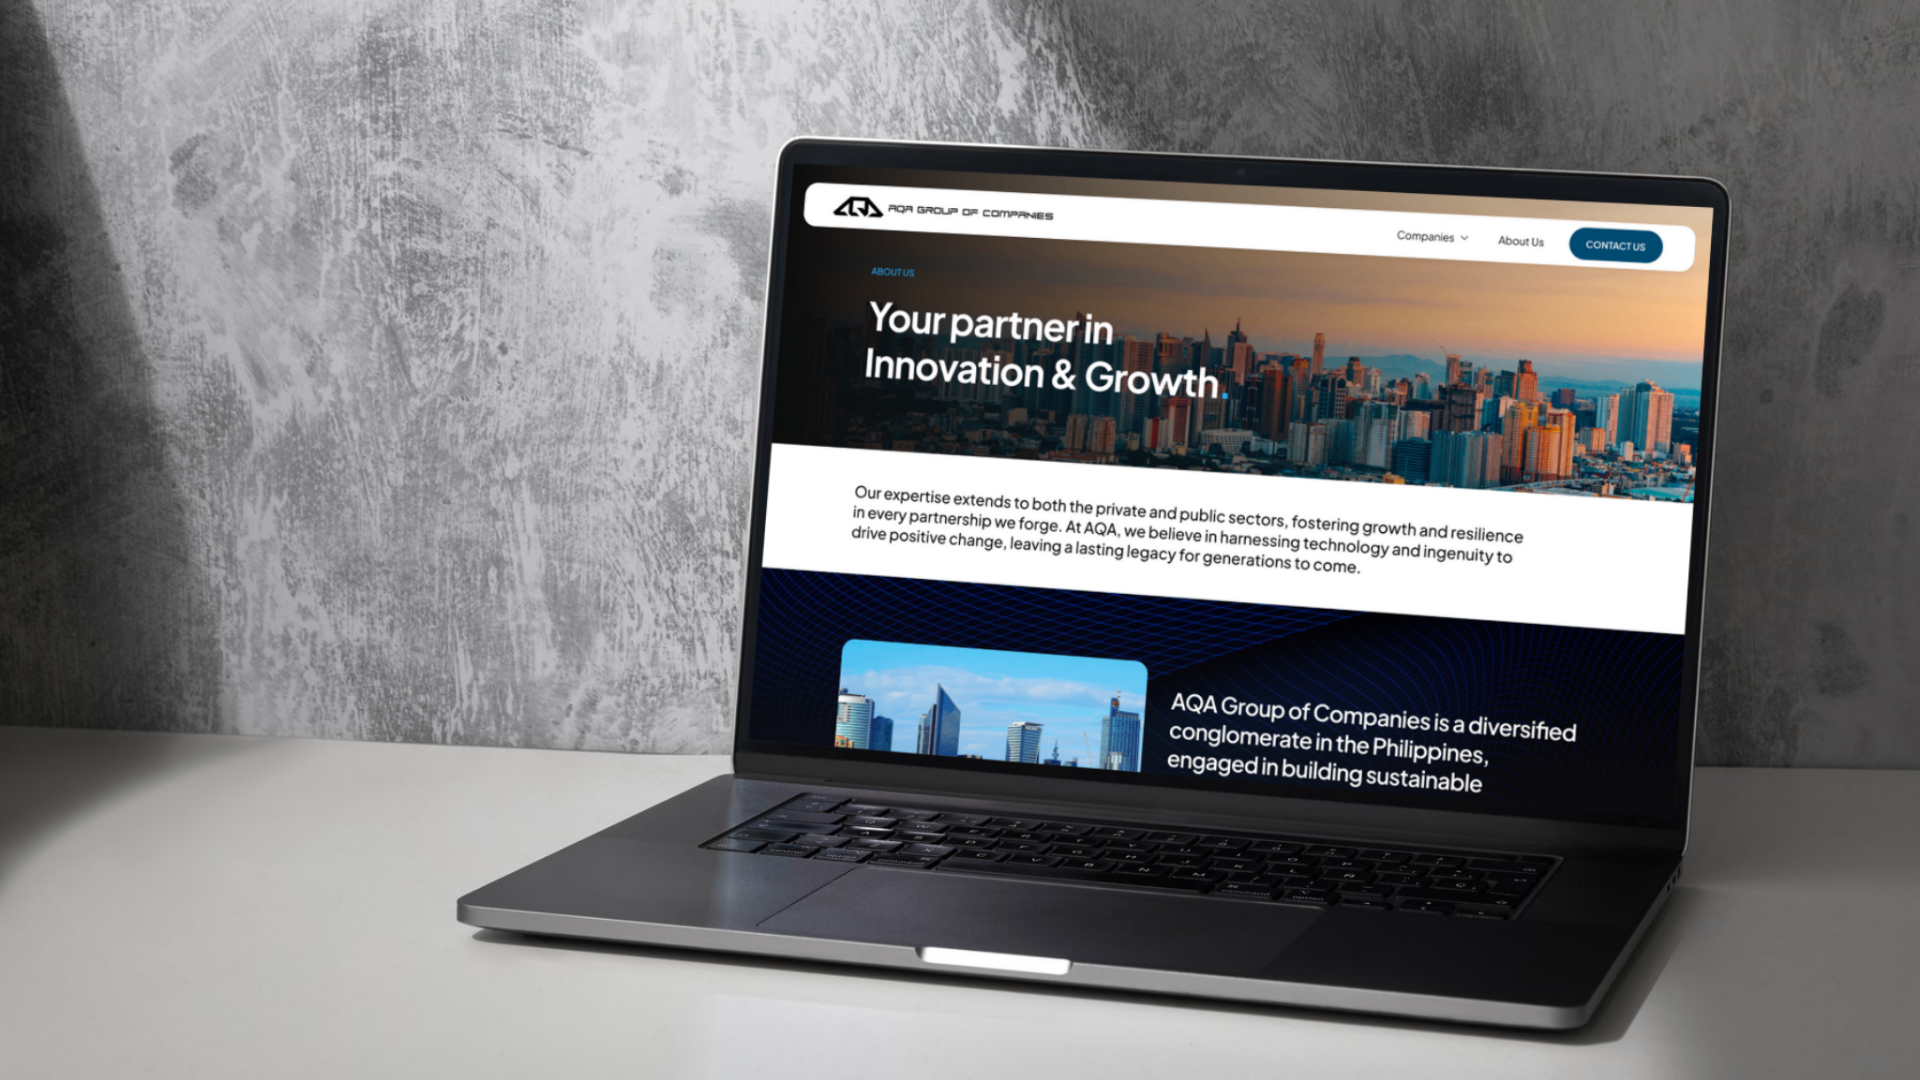 AQA AQA GROUP OF COMPANIES
Companies
About Us
CONTACT US
ABOUT US
Your partner in
Innovation & Growth.
Our expertise extends to both the private and public sectors, fostering growth and resilience
in every partnership we forge. At AQA, we believe in harnessing technology and ingenuity to
drive positive change, leaving a lasting legacy for generations to come.
AQA Group of Companies is a diversified
conglomerate in the Philippines,
engaged in building sustainable